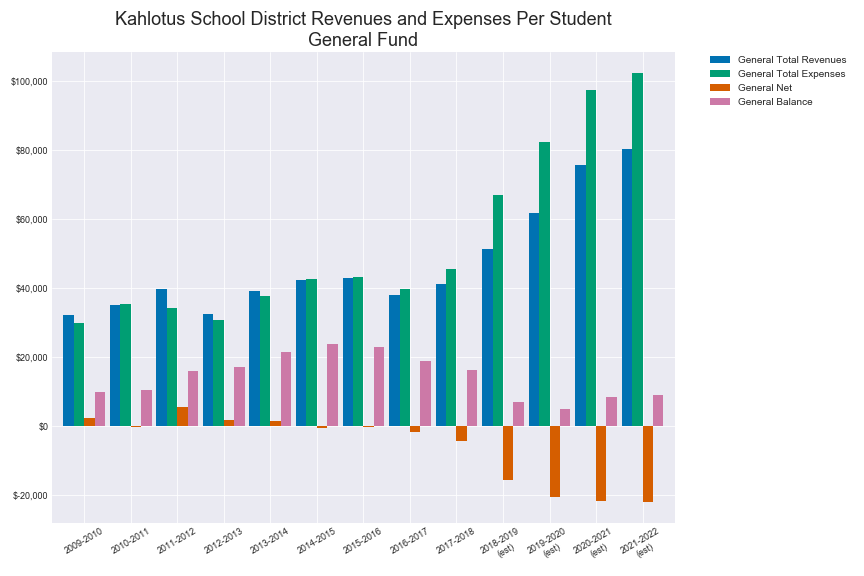 Kahlotus School District Revenues and Expenses Per Student
General Fund
General Total Revenues
General Total Expenses
General Net
General Balance
$100,000
$80,000
$60,000
$40,000
$20,000
$0
$-20,000
2009-2010
2010-2011
2011-2012
2012-2013
2013-2014
2014-2015
2015-2016
2016-2017
2017-2018
2018-2019
(est)
2019-2020
(est)
2020-2021
(est)
2021-2022
(est)